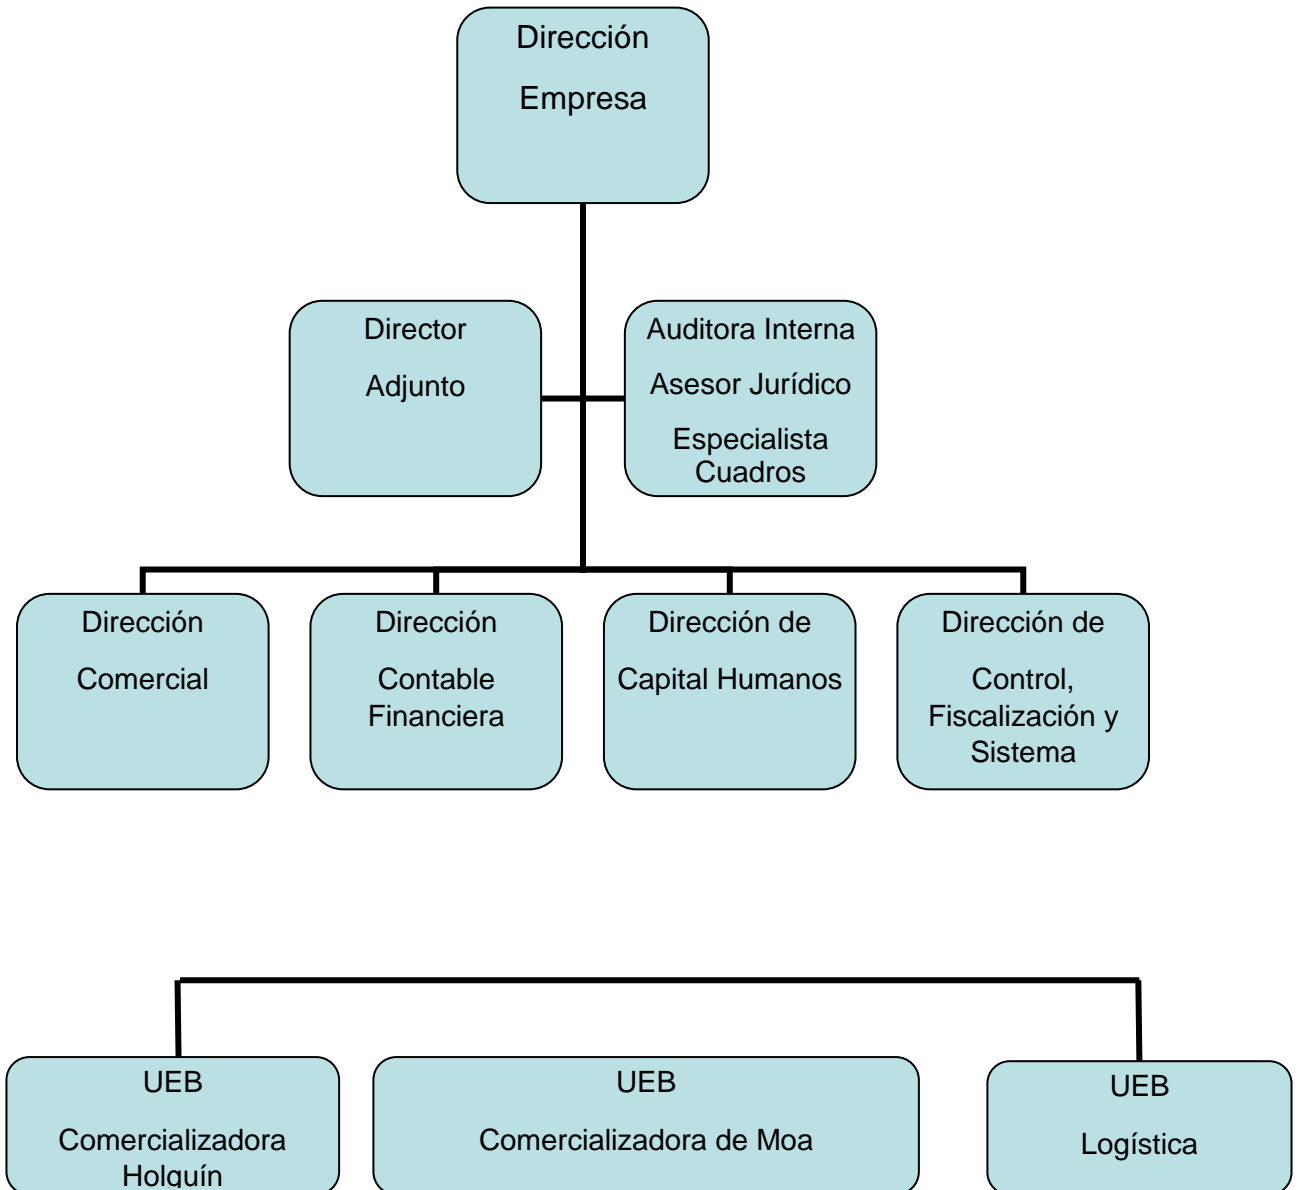 Dirección
Empresa
Director
Adjunto
Auditora Interna
Asesor Jurídico
Especialista
Cuadros
Dirección
Comercial
Dirección
Contable
Financiera
Dirección de
Capital Humanos
Dirección de
Control,
Fiscalización y
Sistema
UEB
Comercializadora
Holguín
UEB
Comercializadora de Moa
UEB
Logística